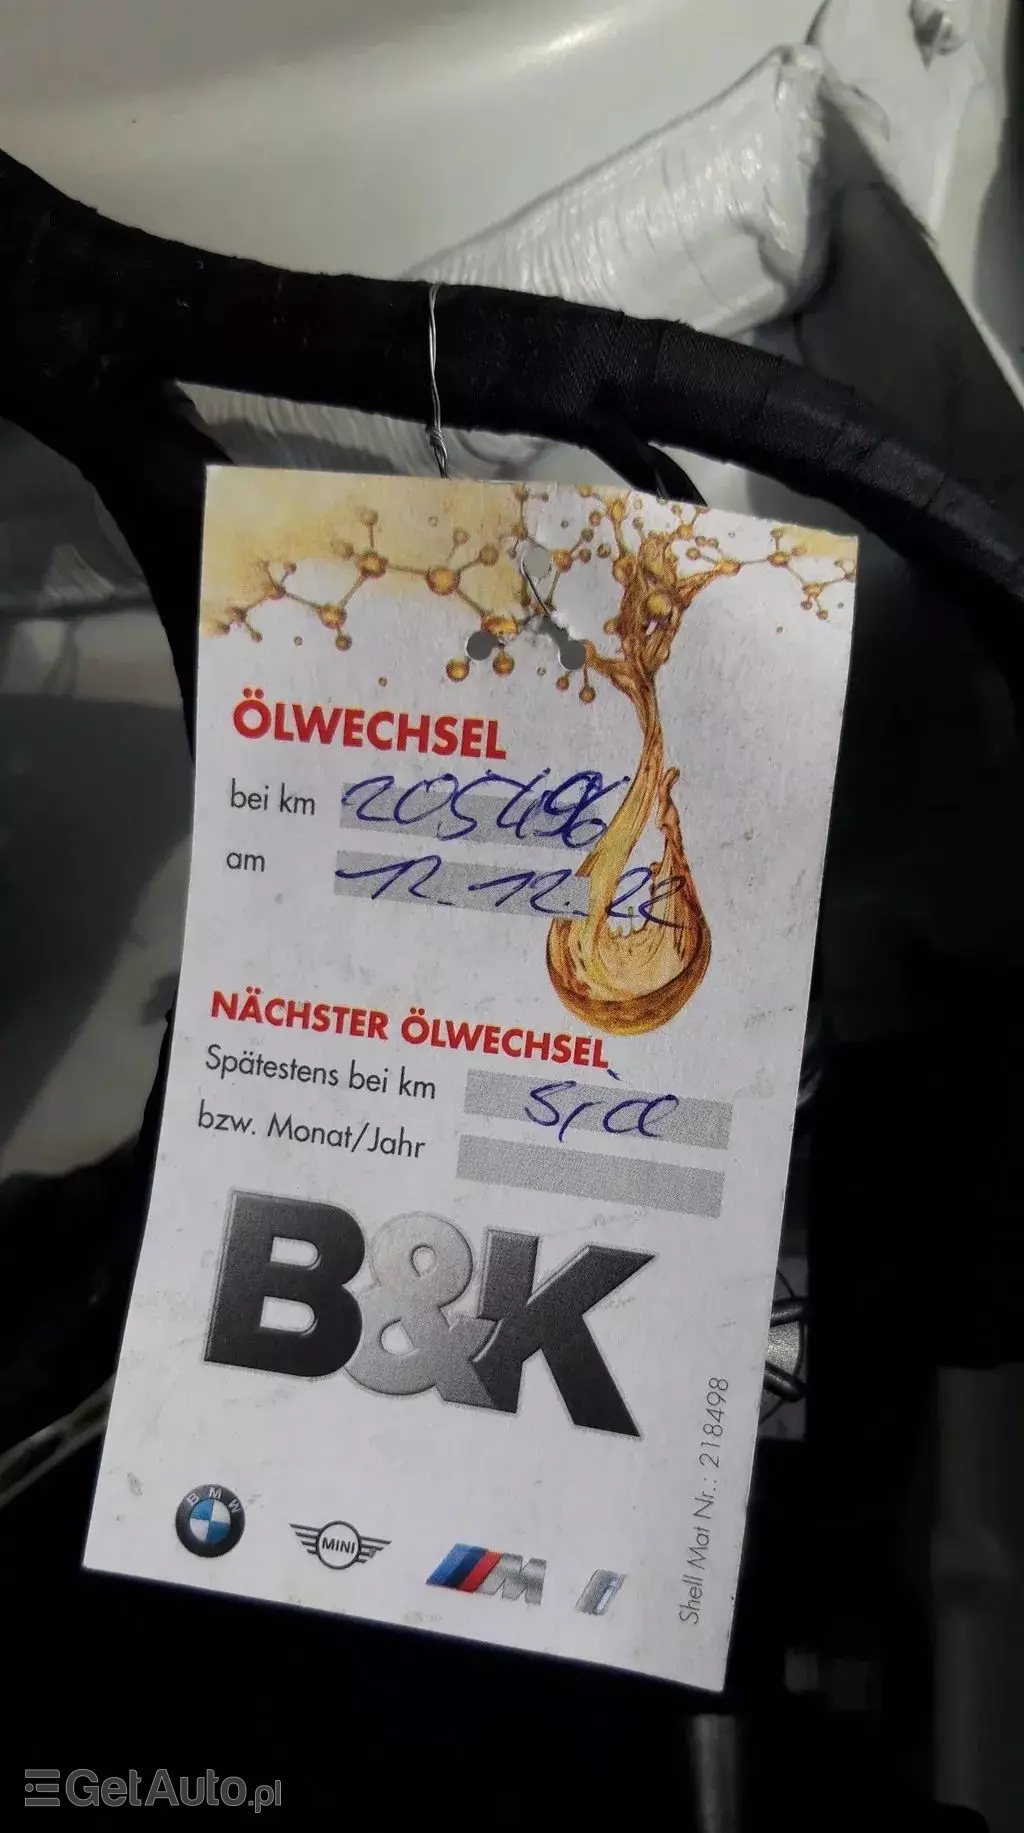 ÖLWECHSEL
bei km 205496
am 12.12.22
NÄCHSTER ÖLWECHSEL
Spätestens bei km
bzw. Monat/Jahr
B&K
BMW
MINI
M i
Shell Mat Nr.: 218498
GetAuto.pl